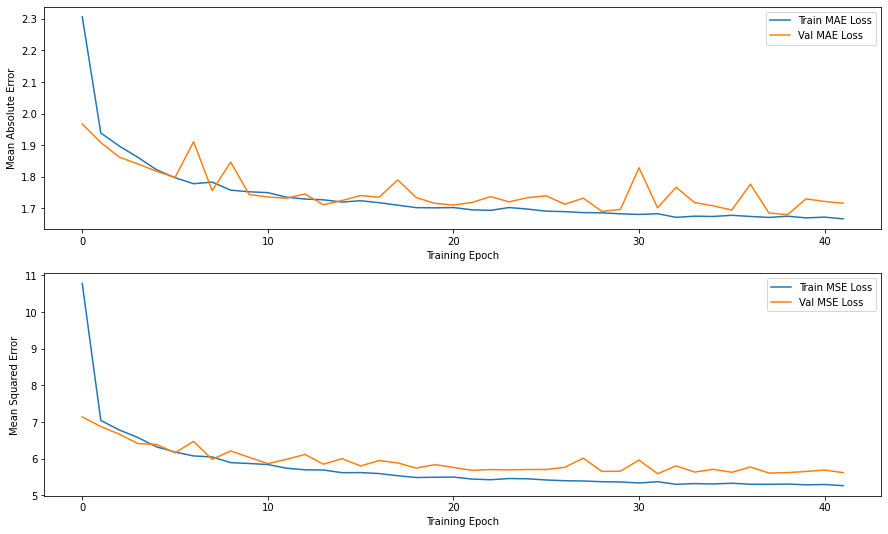 2.3
2.2
2.1
2.0
1.9
1.8
1.7
Mean Absolute Error
Train MAE Loss
Val MAE Loss
0 10 20 30 40
Training Epoch
11
10
9
8
7
6
5
Mean Squared Error
Train MSE Loss
Val MSE Loss
0 10 20 30 40
Training Epoch